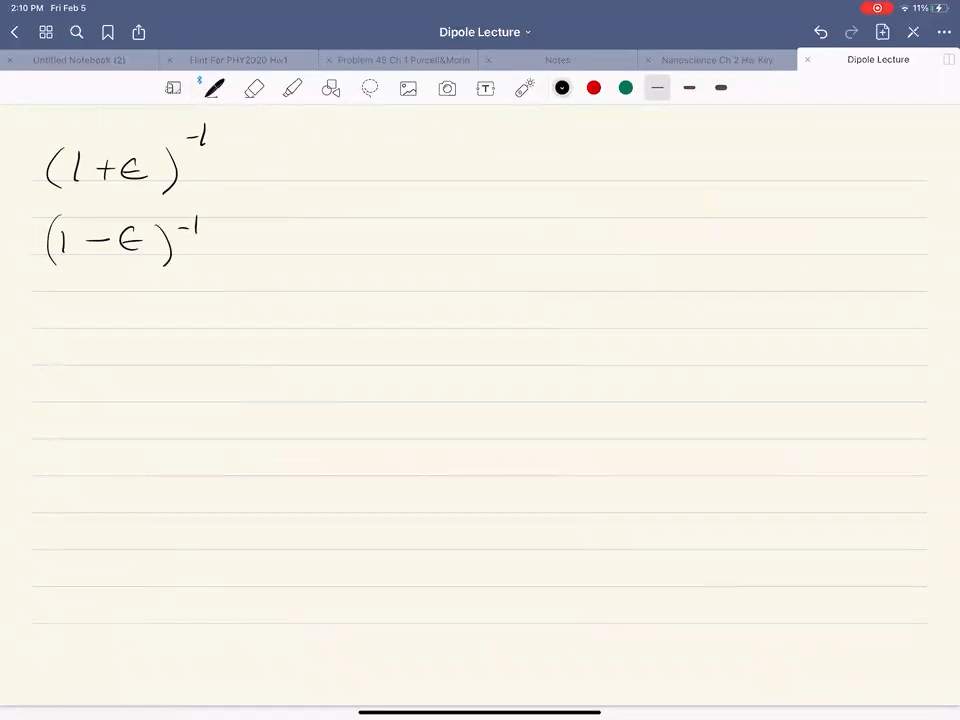 2:10 PM Fri Feb 5
11%
Dipole Lecture
Untitled Notebook (2)
Hint For PHY2020 Hw1
Problem 45 Ch 1 Purcell&Morin
Notes
Nanoscience Ch 2 Hw Key
Dipole Lecture
(1+ϵ)⁻¹
(1−ϵ)⁻¹